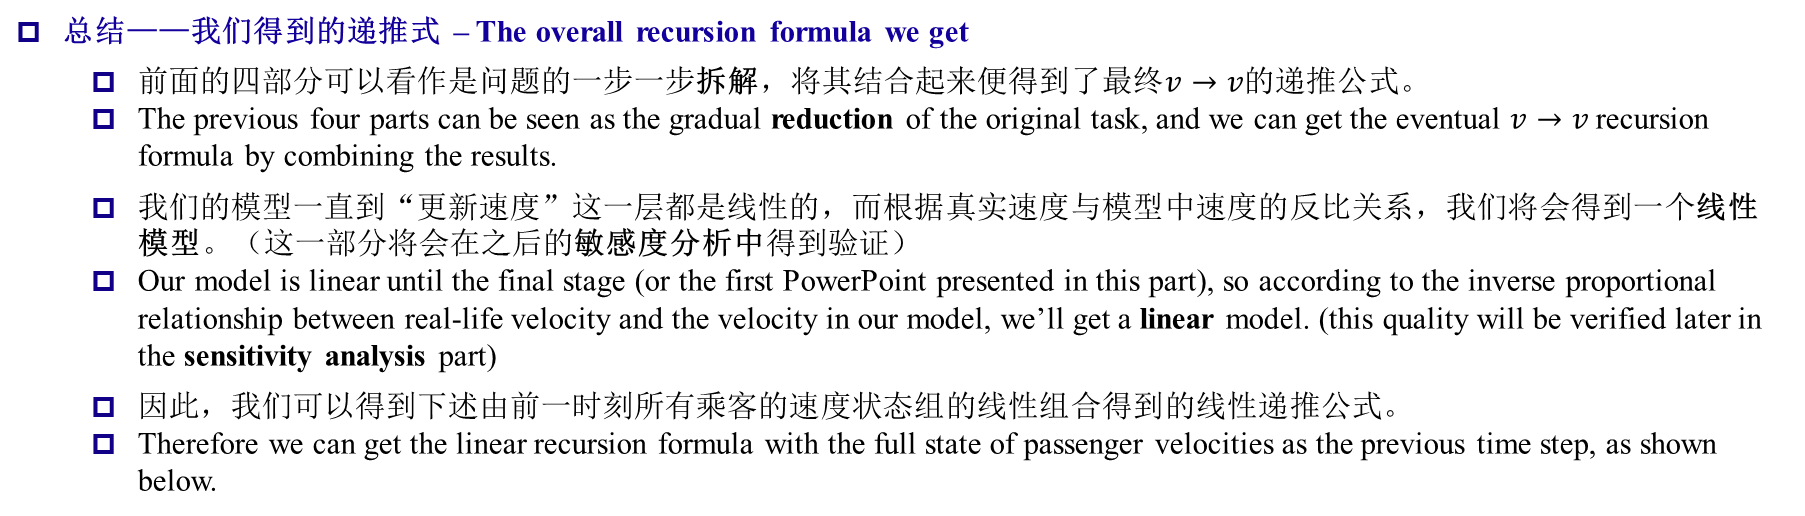 总结——我们得到的递推式 – The overall recursion formula we get
前面的四部分可以看作是问题的一步一步拆解，将其结合起来便得到了最终v → v的递推公式。
The previous four parts can be seen as the gradual reduction of the original task, and we can get the eventual v → v recursion
formula by combining the results.
我们的模型一直到“更新速度”这一层都是线性的，而根据真实速度与模型中速度的反比关系，我们将会得到一个线性
模型。（这一部分将会在之后的敏感度分析中得到验证）
Our model is linear until the final stage (or the first PowerPoint presented in this part), so according to the inverse proportional
relationship between real-life velocity and the velocity in our model, we’ll get a linear model. (this quality will be verified later in
the sensitivity analysis part)
因此，我们可以得到下述由前一时刻所有乘客的速度状态组的线性组合得到的线性递推公式。
Therefore we can get the linear recursion formula with the full state of passenger velocities as the previous time step, as shown
below.